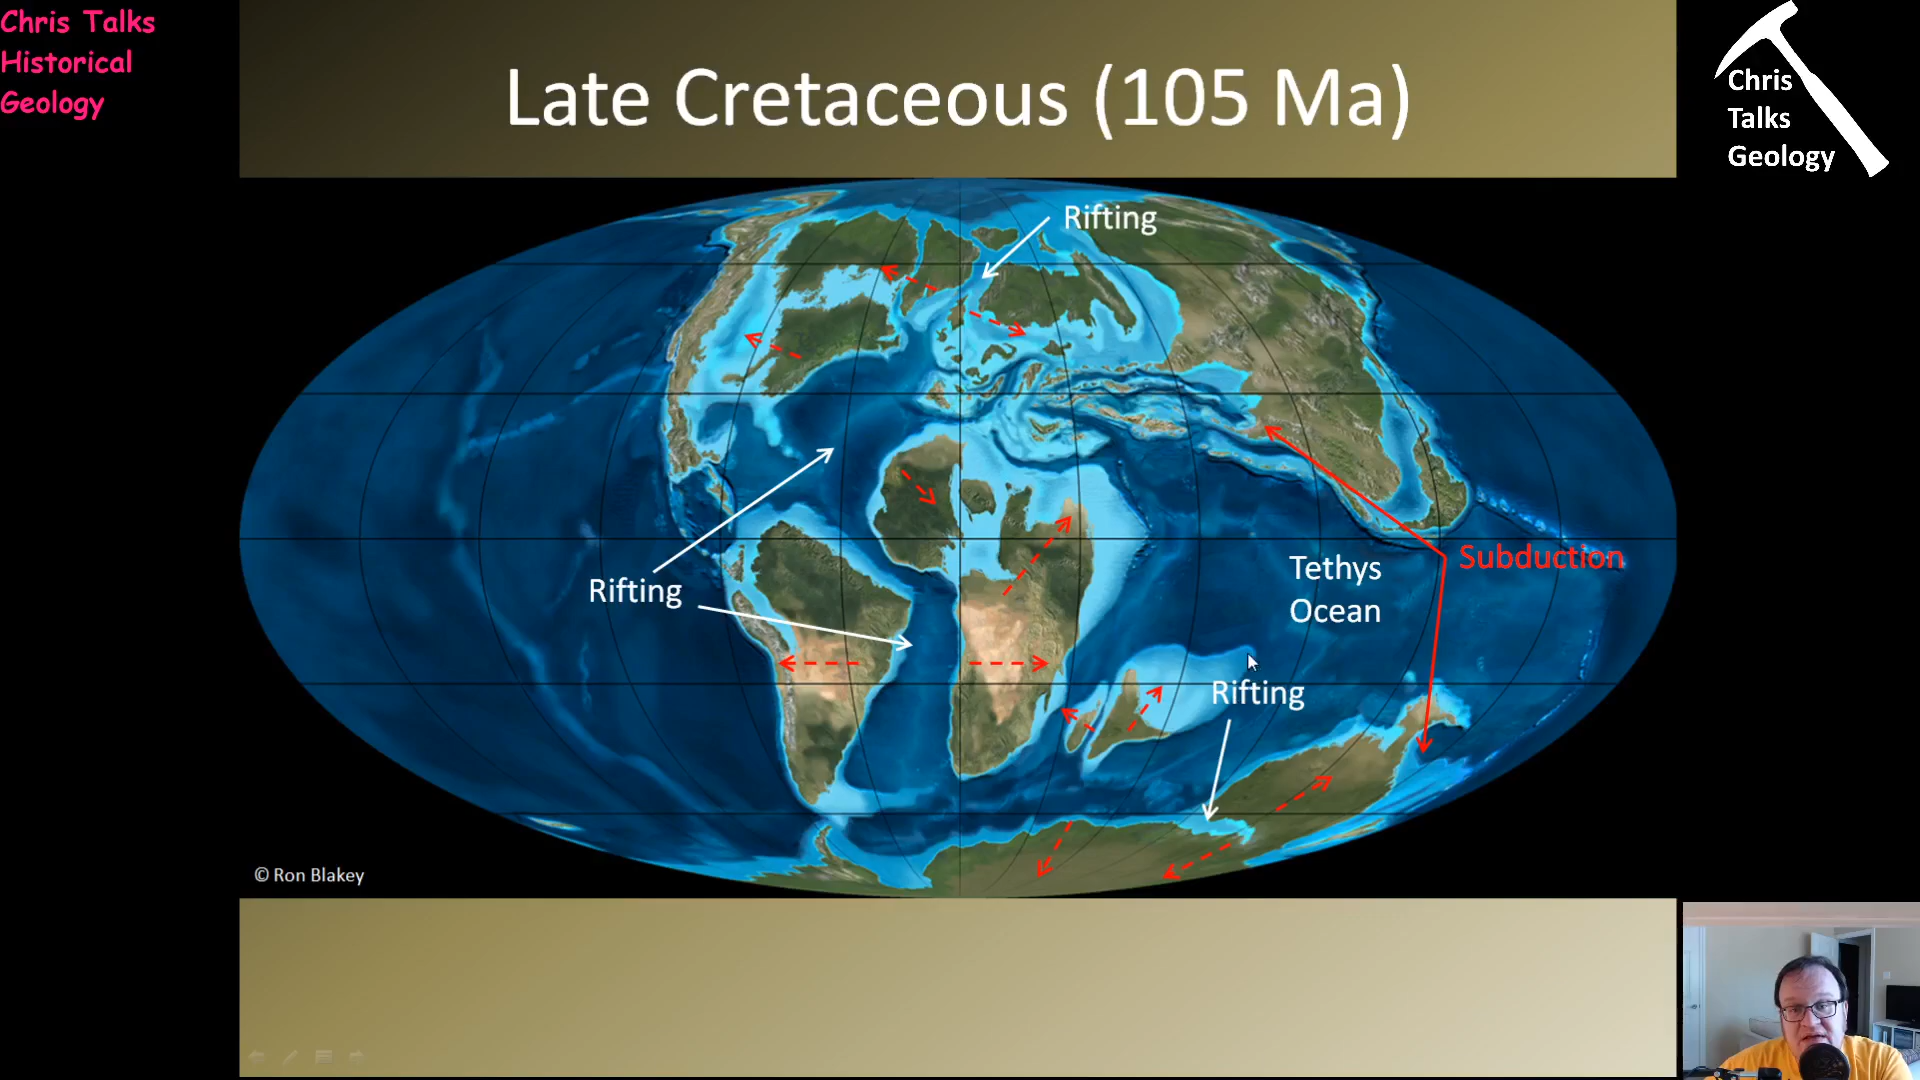 Chris Talks
Historical
Geology
Late Cretaceous (105 Ma)
Chris
Talks
Geology
Rifting
Rifting
Tethys
Ocean
Subduction
Rifting
© Ron Blakey